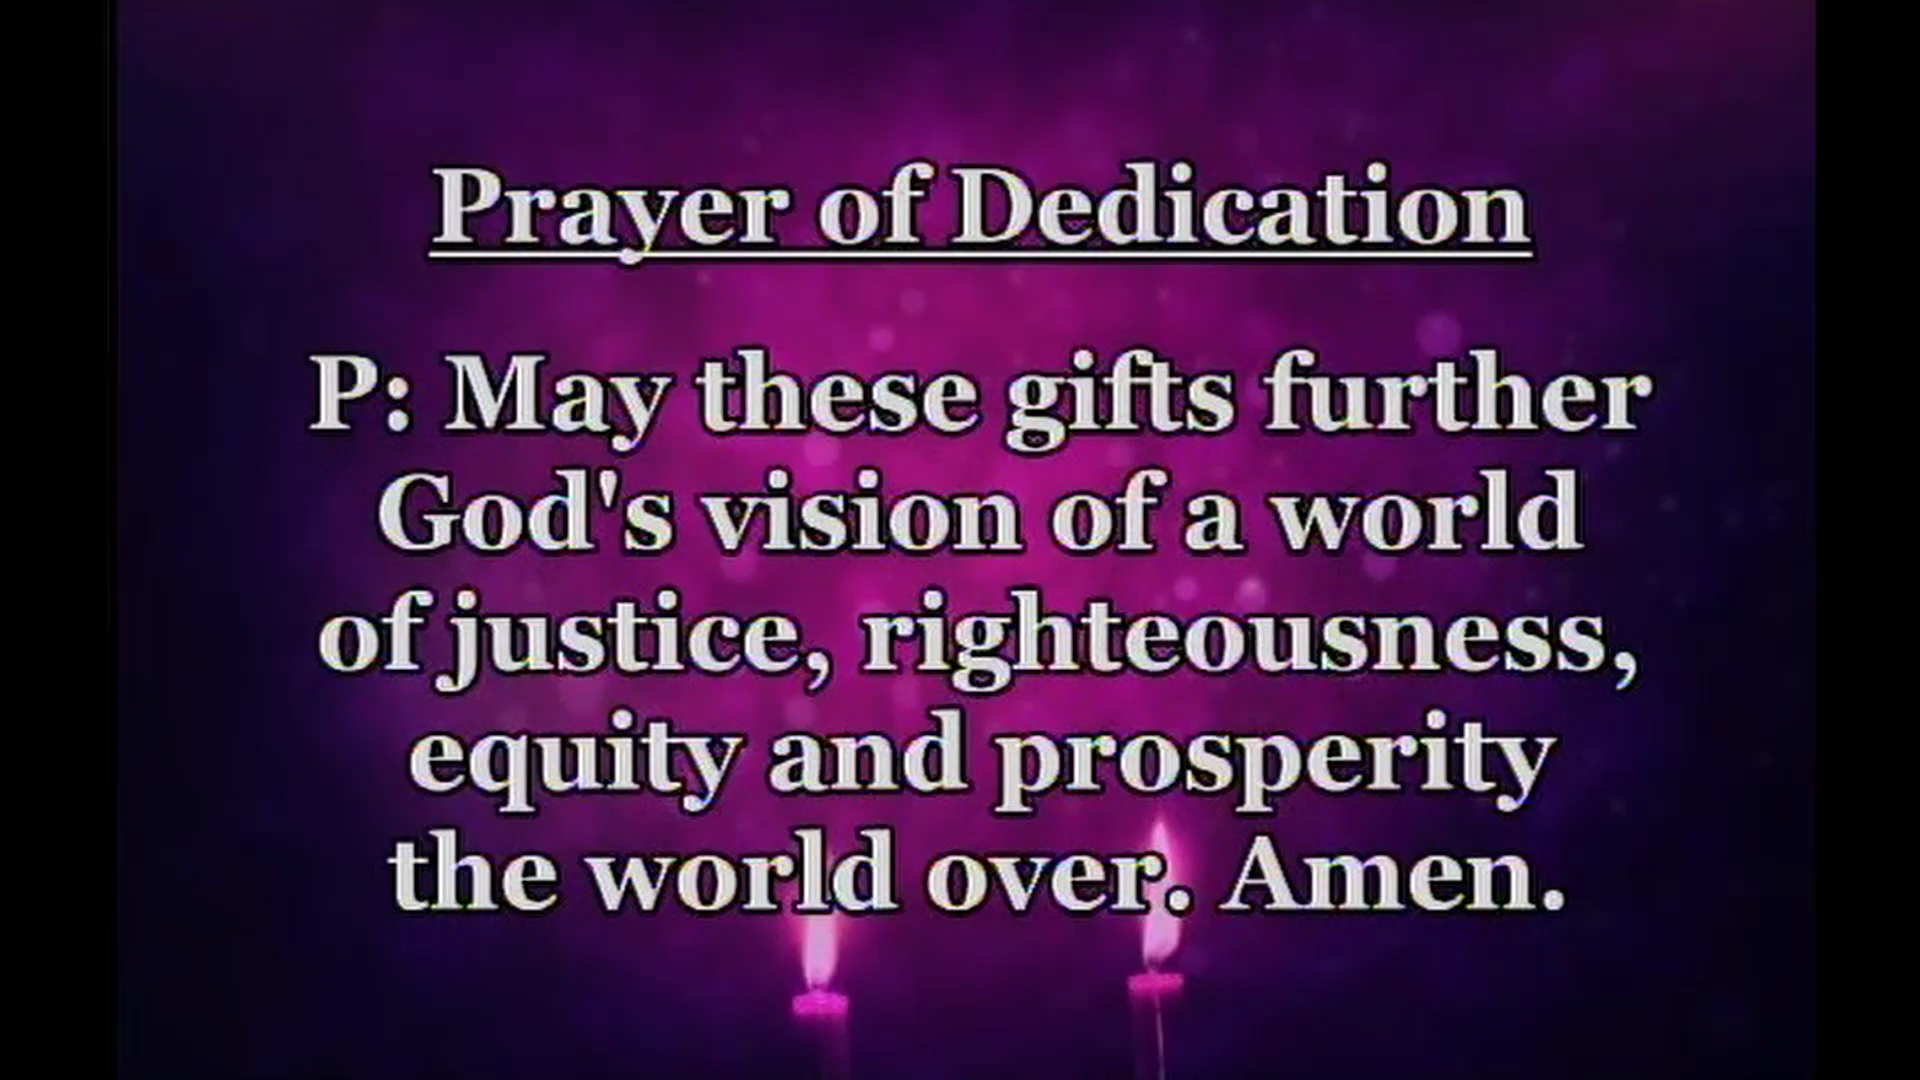 Prayer of Dedication
P: May these gifts further
God's vision of a world
of justice, righteousness,
equity and prosperity
the world over. Amen.